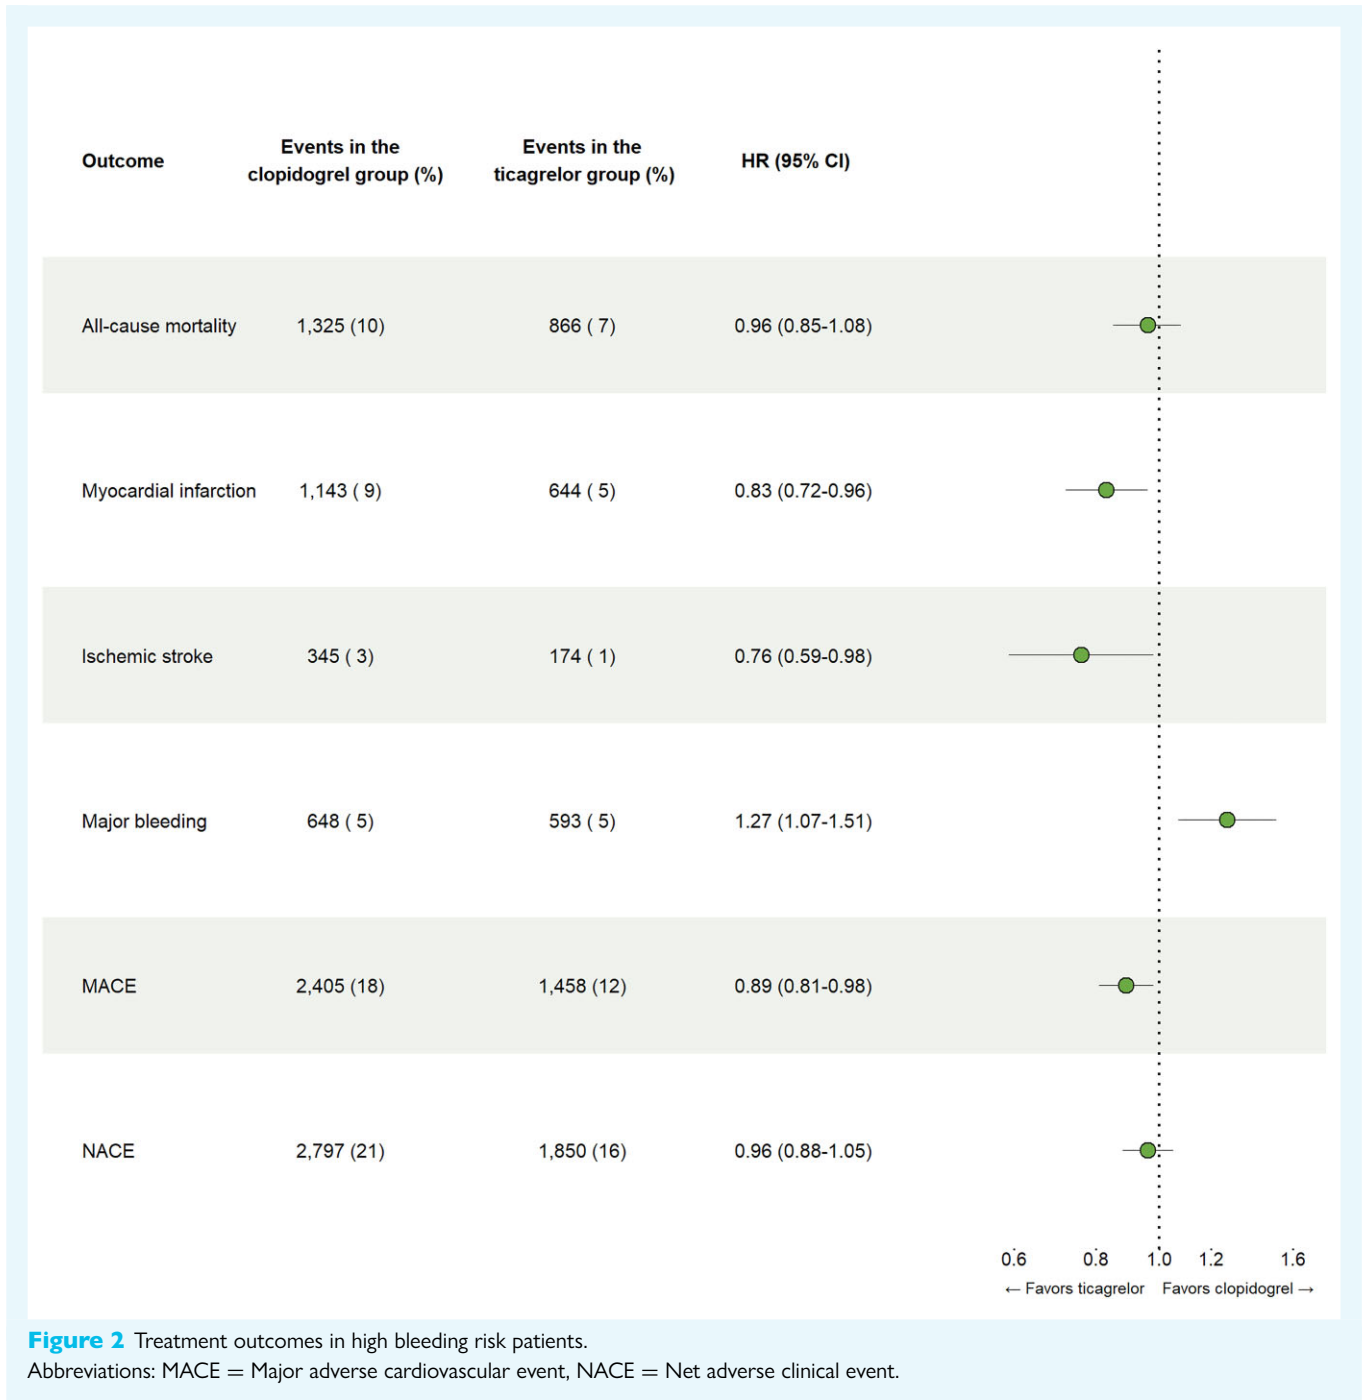 Outcome
Events in the
clopidogrel group (%)
Events in the
ticagrelor group (%)
HR (95% CI)
All-cause mortality 1,325 (10) 866 ( 7) 0.96 (0.85-1.08)
Myocardial infarction 1,143 ( 9) 644 ( 5) 0.83 (0.72-0.96)
Ischemic stroke 345 ( 3) 174 ( 1) 0.76 (0.59-0.98)
Major bleeding 648 ( 5) 593 ( 5) 1.27 (1.07-1.51)
MACE 2,405 (18) 1,458 (12) 0.89 (0.81-0.98)
NACE 2,797 (21) 1,850 (16) 0.96 (0.88-1.05)
0.6 0.8 1.0 1.2 1.6
← Favors ticagrelor Favors clopidogrel →
Figure 2 Treatment outcomes in high bleeding risk patients.
Abbreviations: MACE = Major adverse cardiovascular event, NACE = Net adverse clinical event.